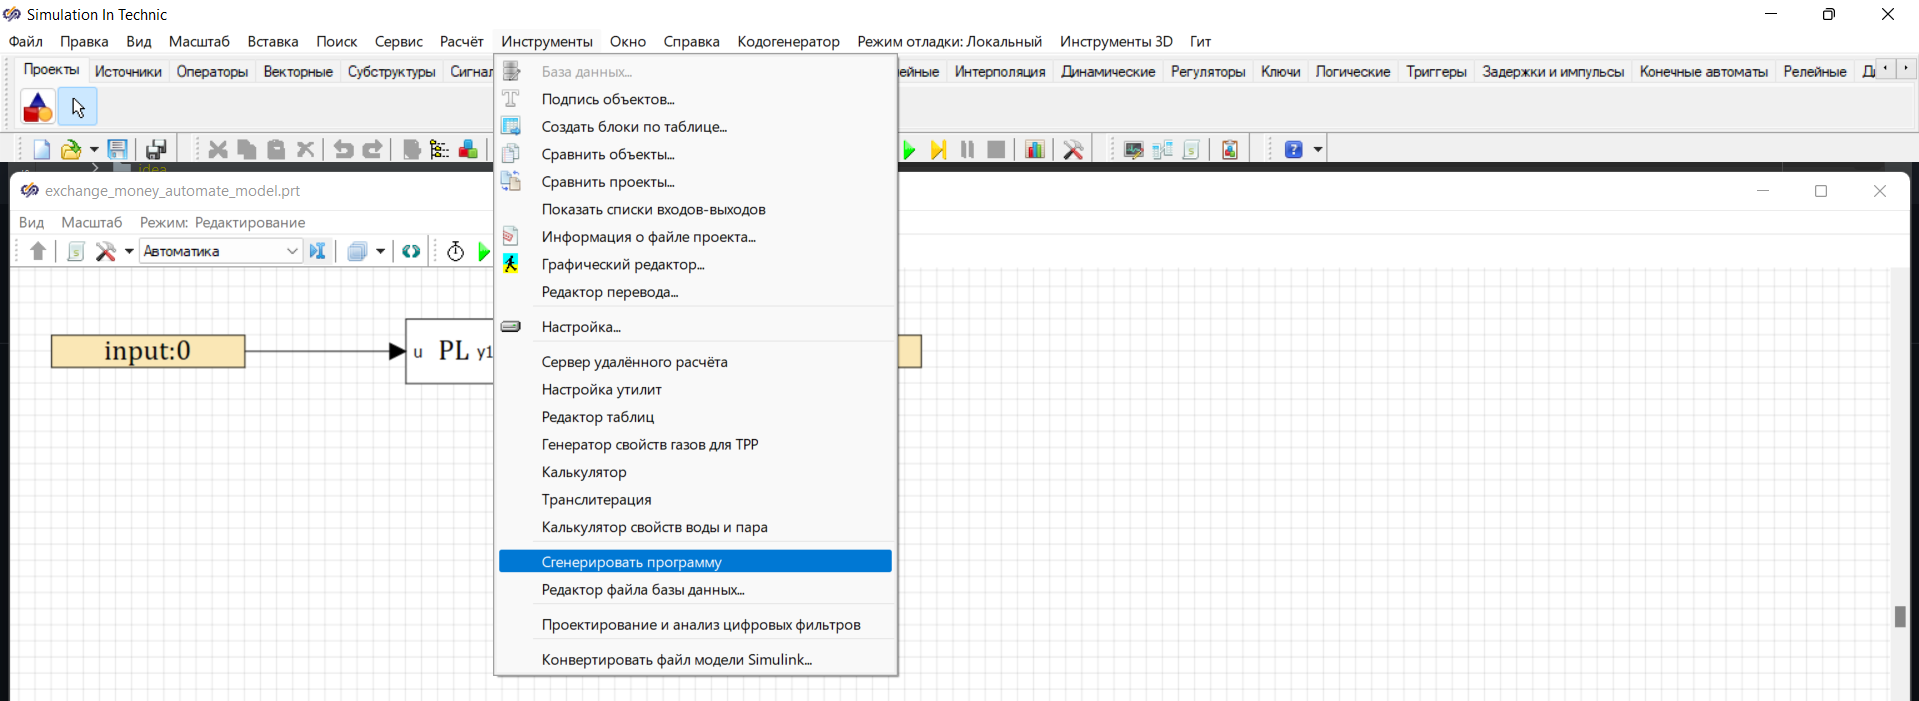 Simulation In Technic
Файл Правка Вид Масштаб Вставка Поиск Сервис Расчёт Инструменты Окно Справка Кодогенератор Режим отладки: Локальный Инструменты 3D Гит
Проекты Источники Операторы Векторные Субструктуры Интерполяция Динамические Регуляторы Ключи Логические Триггеры Задержки и импульсы Конечные автоматы Релейные
idea
exchange_money_automate_model.prt
Вид Масштаб Режим: Редактирование
Автоматика
input:0
u PL y1
База данных...
Подпись объектов...
Создать блоки по таблице...
Сравнить объекты...
Сравнить проекты...
Показать списки входов-выходов
Информация о файле проекта...
Графический редактор...
Редактор перевода...
Настройка...
Сервер удалённого расчёта
Настройка утилит
Редактор таблиц
Генератор свойств газов для ТРР
Калькулятор
Транслитерация
Калькулятор свойств воды и пара
Сгенерировать программу
Редактор файла базы данных...
Проектирование и анализ цифровых фильтров
Конвертировать файл модели Simulink...